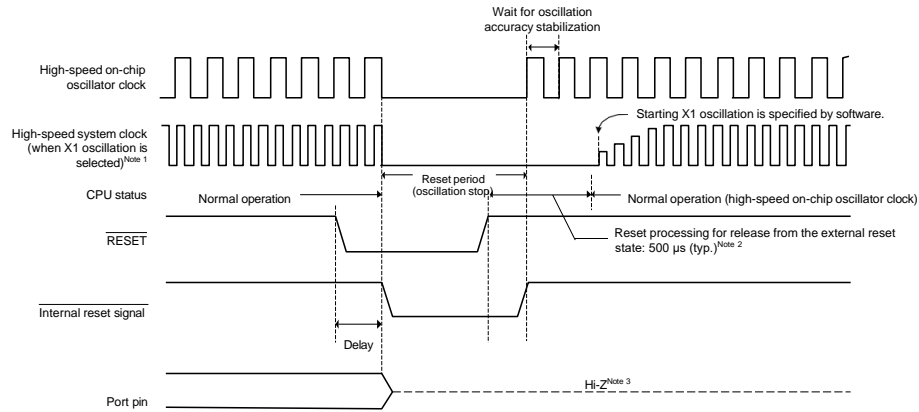 Wait for oscillation
accuracy stabilization
High-speed on-chip
oscillator clock
Starting X1 oscillation is specified by software.
High-speed system clock
(when X1 oscillation is
selected)Note 1
Reset period
(oscillation stop)
CPU status
Normal operation
Normal operation (high-speed on-chip oscillator clock)
RESET
Reset processing for release from the external reset
state: 500 µs (typ.)Note 2
Internal reset signal
Delay
Hi-ZNote 3
Port pin